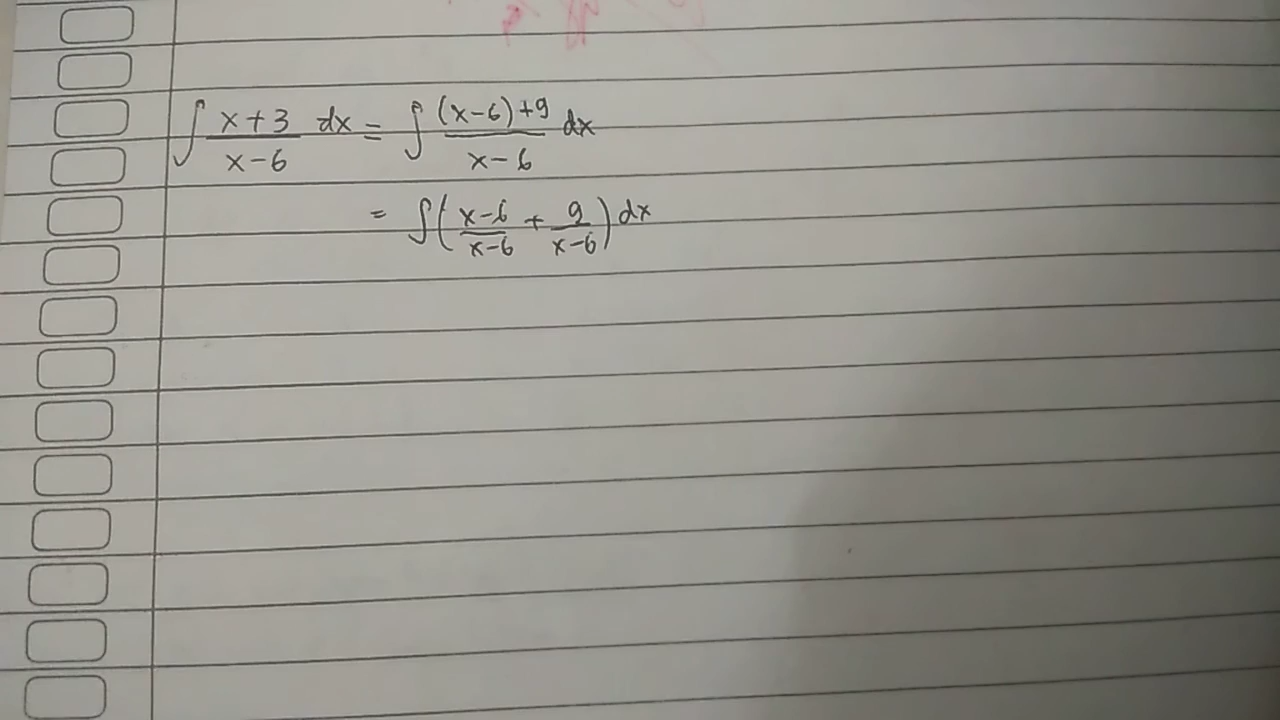 ∫ x+3 / x-6 dx = ∫ (x-6)+9 / x-6 dx
= ∫ ( x-6 / x-6 + 9 / x-6 ) dx